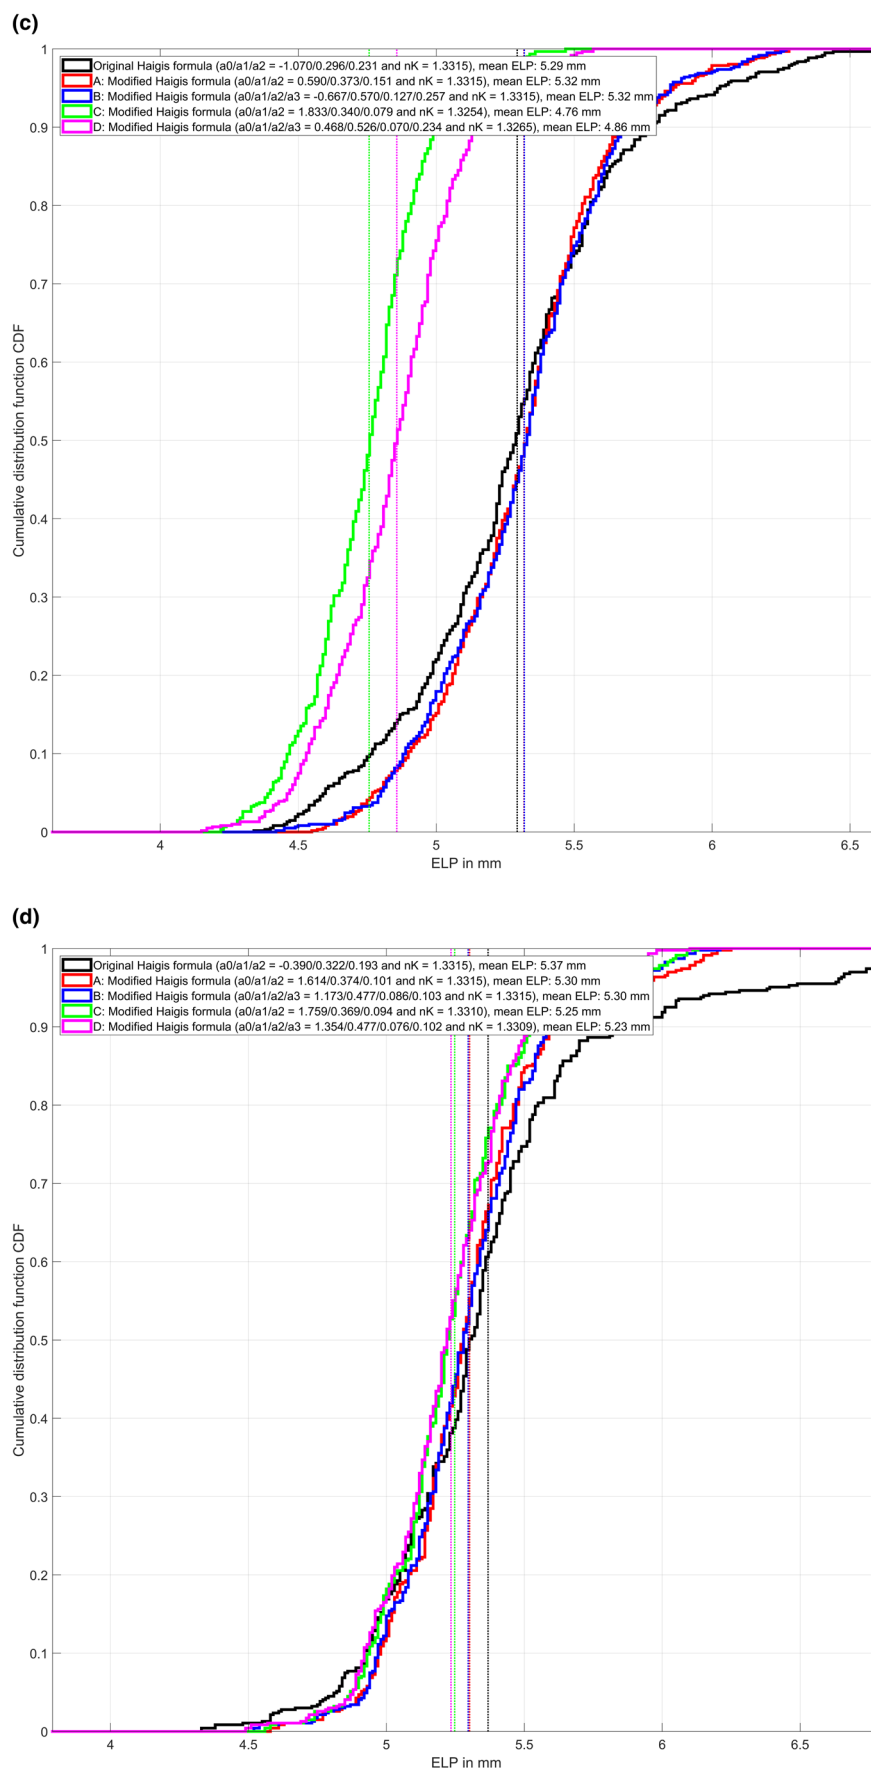 (c)
1
Original Haigis formula (a0/a1/a2 = -1.070/0.296/0.231 and nK = 1.3315), mean ELP: 5.29 mm
A: Modified Haigis formula (a0/a1/a2 = 0.590/0.373/0.151 and nK = 1.3315), mean ELP: 5.32 mm
B: Modified Haigis formula (a0/a1/a2/a3 = -0.667/0.570/0.127/0.257 and nK = 1.3315), mean ELP: 5.32 mm
C: Modified Haigis formula (a0/a1/a2 = 1.833/0.340/0.079 and nK = 1.3254), mean ELP: 4.76 mm
D: Modified Haigis formula (a0/a1/a2/a3 = 0.468/0.526/0.070/0.234 and nK = 1.3265), mean ELP: 4.86 mm
0.9
0.8
0.7
0.6
0.5
0.4
0.3
0.2
0.1
0
Cumulative distribution function CDF
4 4.5 5 5.5 6 6.5
ELP in mm
(d)
1
Original Haigis formula (a0/a1/a2 = -0.390/0.322/0.193 and nK = 1.3315), mean ELP: 5.37 mm
A: Modified Haigis formula (a0/a1/a2 = 1.614/0.374/0.101 and nK = 1.3315), mean ELP: 5.30 mm
B: Modified Haigis formula (a0/a1/a2/a3 = 1.173/0.477/0.086/0.103 and nK = 1.3315), mean ELP: 5.30 mm
C: Modified Haigis formula (a0/a1/a2 = 1.759/0.369/0.094 and nK = 1.3310), mean ELP: 5.25 mm
D: Modified Haigis formula (a0/a1/a2/a3 = 1.354/0.477/0.076/0.102 and nK = 1.3309), mean ELP: 5.23 mm
0.9
0.8
0.7
0.6
0.5
0.4
0.3
0.2
0.1
0
Cumulative distribution function CDF
4 4.5 5 5.5 6 6.5
ELP in mm